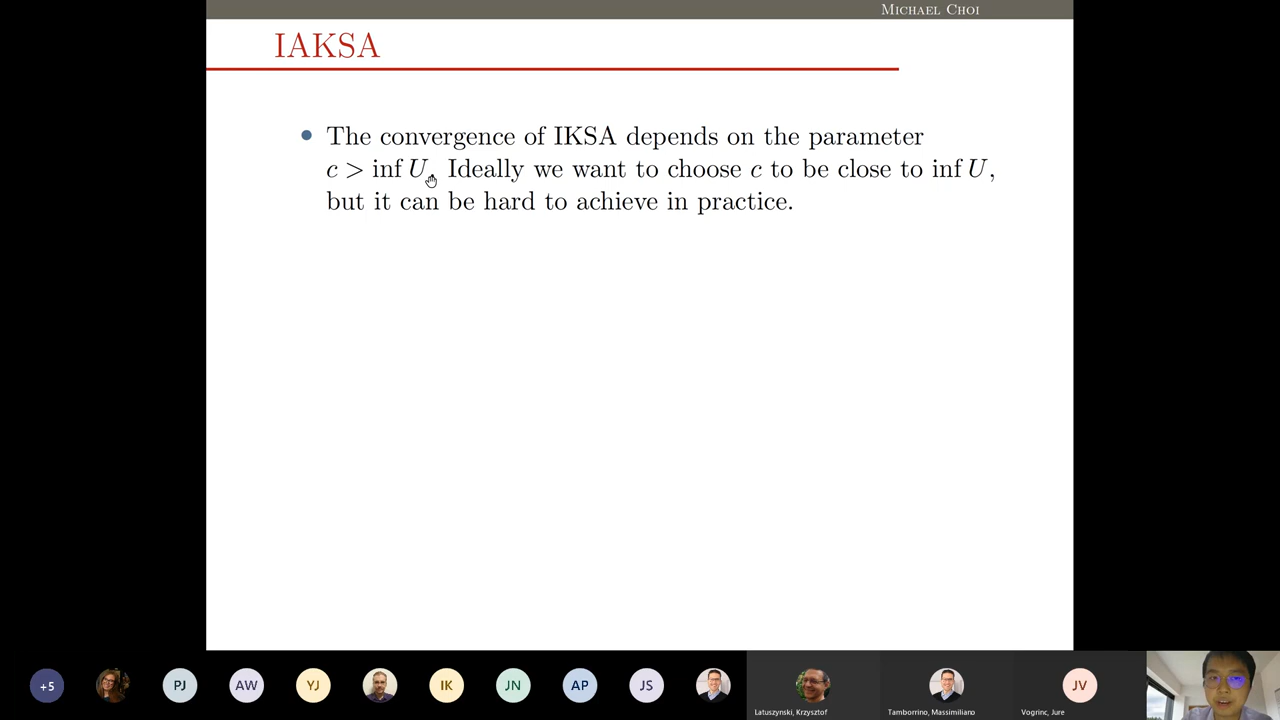 MICHAEL CHOI
IAKSA
• The convergence of IKSA depends on the parameter
c > inf U. Ideally we want to choose c to be close to inf U,
but it can be hard to achieve in practice.
+5
PJ
AW
YJ
IK
JN
AP
JS
JV
Latuszynski, Krzysztof
Tamborrino, Massimiliano
Vogrinc, Jure